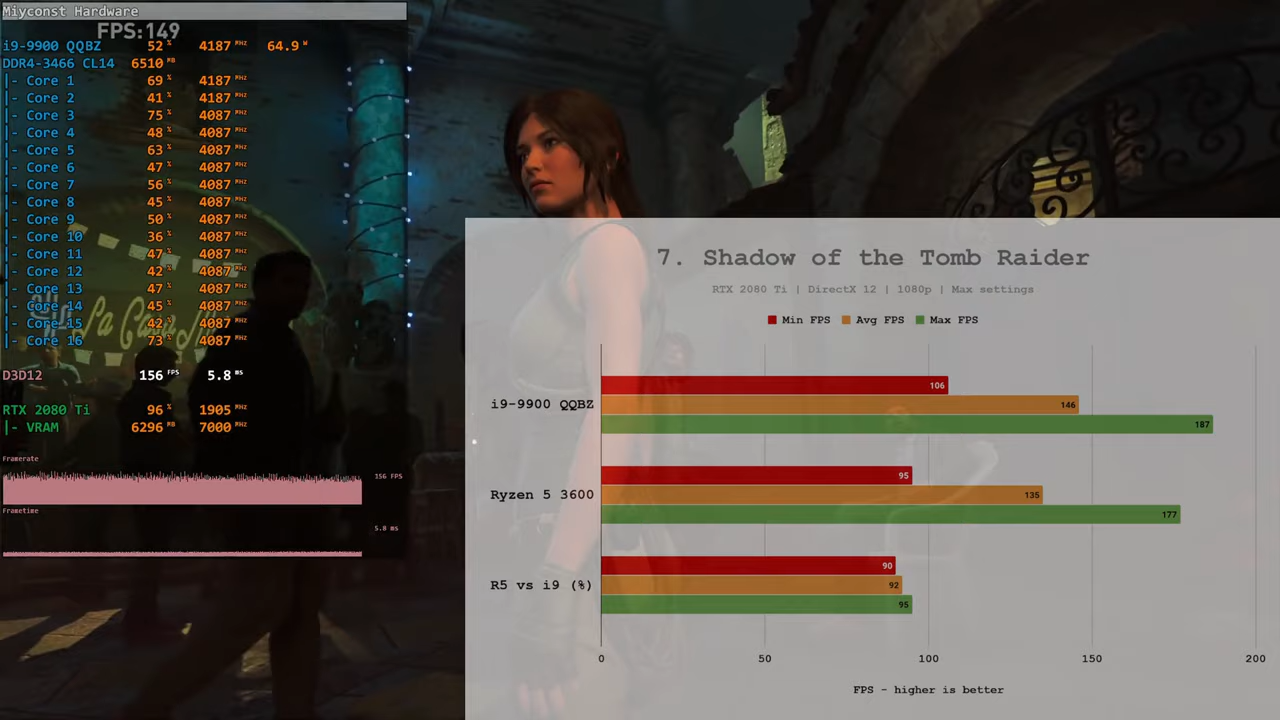 Miyconst Hardware
FPS:149
i9-9900 QQBZ 52 % 4187 MHz 64.9 W
DDR4-3466 CL14 6510 MB
|- Core 1 69 % 4187 MHz
|- Core 2 41 % 4187 MHz
|- Core 3 75 % 4087 MHz
|- Core 4 48 % 4087 MHz
|- Core 5 63 % 4087 MHz
|- Core 6 47 % 4087 MHz
|- Core 7 56 % 4087 MHz
|- Core 8 45 % 4087 MHz
|- Core 9 50 % 4087 MHz
|- Core 10 36 % 4087 MHz
|- Core 11 47 % 4087 MHz
|- Core 12 42 % 4087 MHz
|- Core 13 47 % 4087 MHz
|- Core 14 45 % 4087 MHz
|- Core 15 42 % 4087 MHz
|- Core 16 73 % 4087 MHz
La
D3D12 156 FPS 5.8 ms
RTX 2080 Ti 96 % 1905 MHz
|- VRAM 6296 MB 7000 MHz
Framerate
156 FPS
Frametime
5.8 ms
7. Shadow of the Tomb Raider
RTX 2080 Ti | DirectX 12 | 1080p | Max settings
Min FPS Avg FPS Max FPS
i9-9900 QQBZ
106
146
187
Ryzen 5 3600
95
135
177
R5 vs i9 (%)
90
92
95
0 50 100 150 200
FPS - higher is better